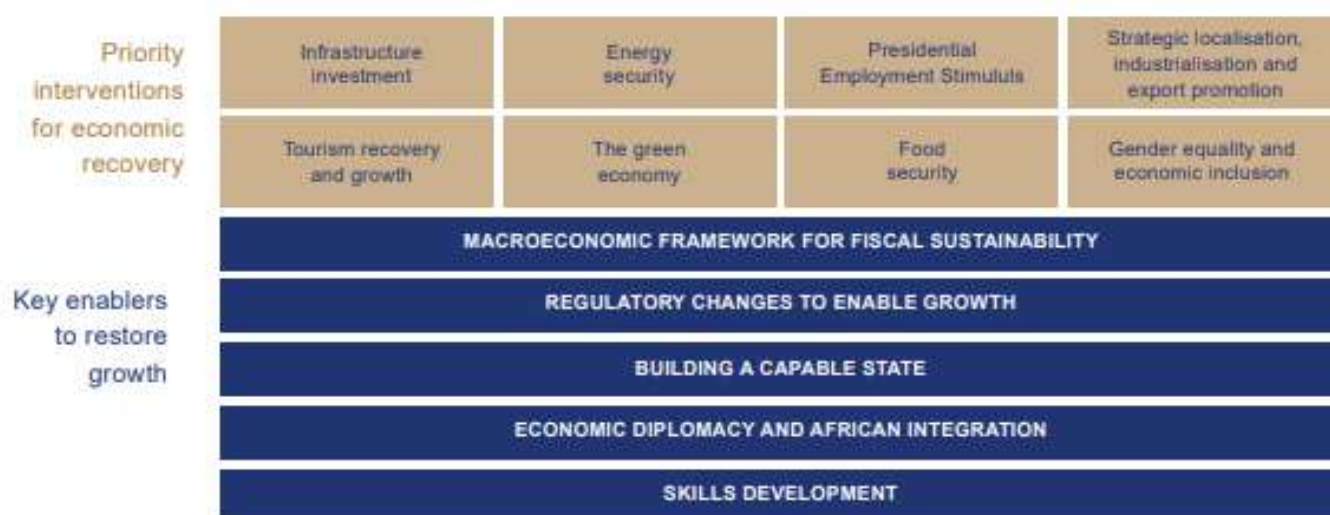 Priority
interventions
for economic
recovery
Infrastructure
investment
Energy
security
Presidential
Employment Stimululs
Strategic localisation,
industrialisation and
export promotion
Tourism recovery
and growth
The green
economy
Food
security
Gender equality and
economic inclusion
Key enablers
to restore
growth
MACROECONOMIC FRAMEWORK FOR FISCAL SUSTAINABILITY
REGULATORY CHANGES TO ENABLE GROWTH
BUILDING A CAPABLE STATE
ECONOMIC DIPLOMACY AND AFRICAN INTEGRATION
SKILLS DEVELOPMENT